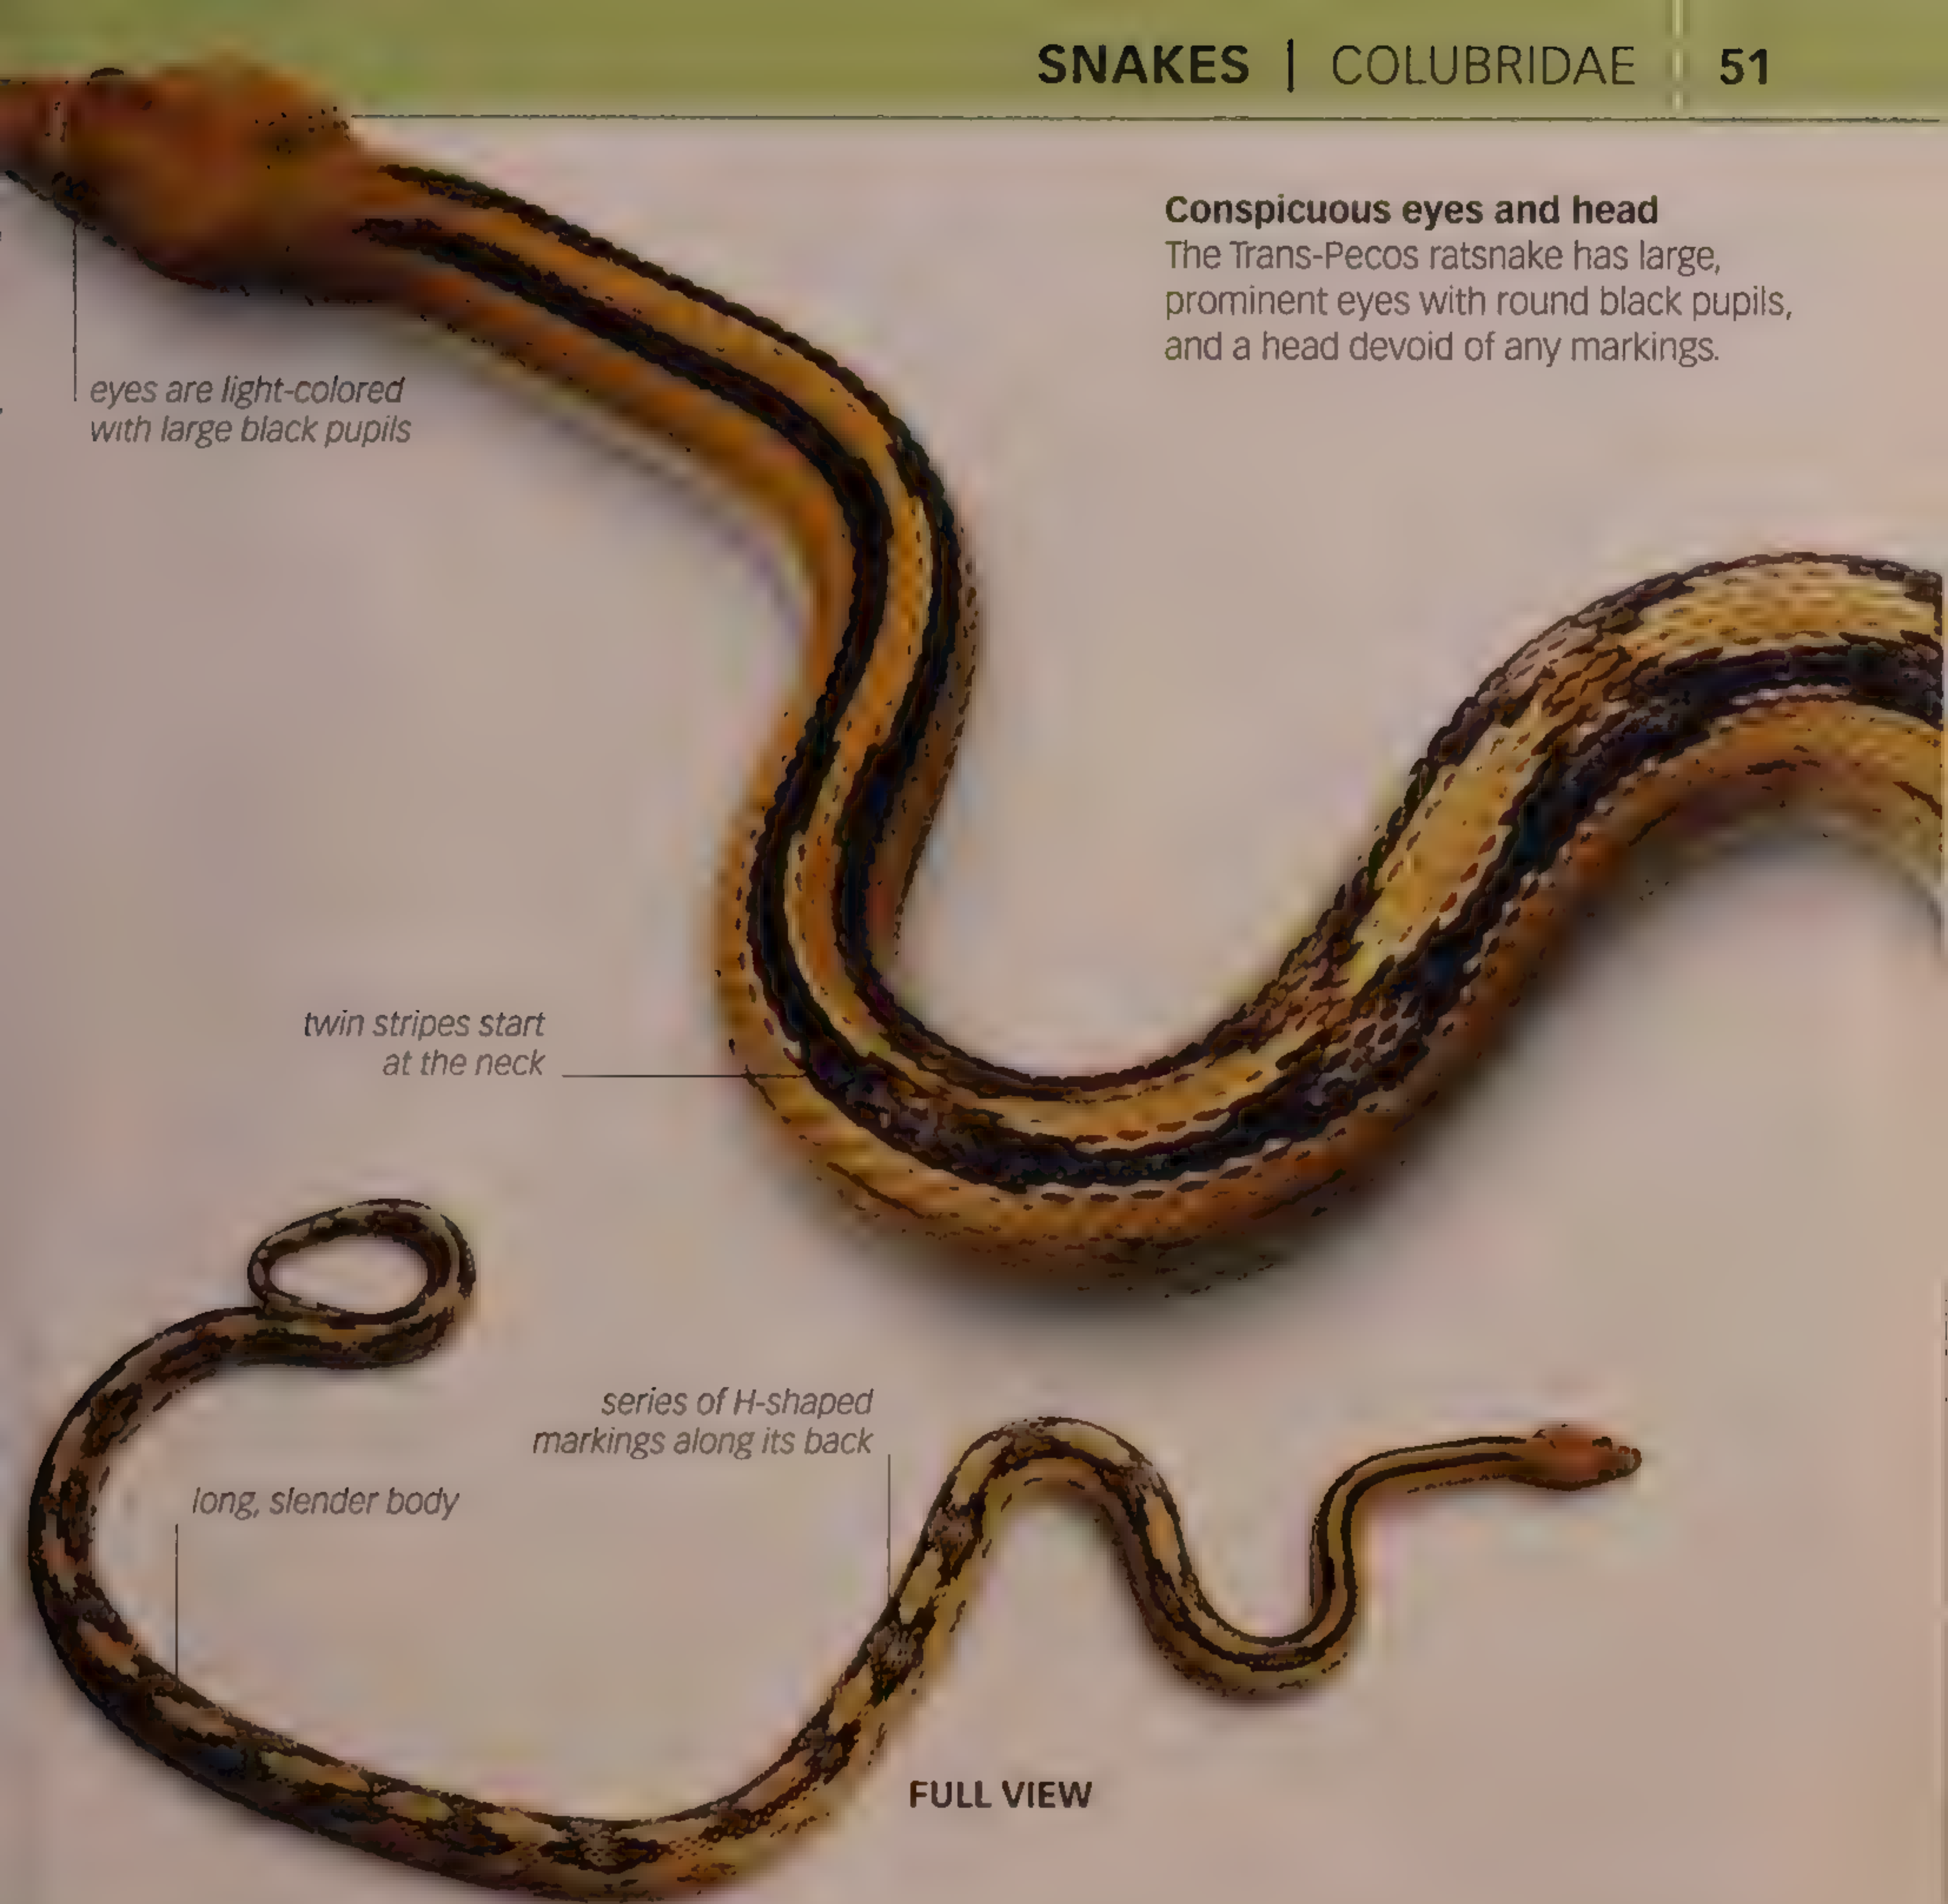 SNAKES | COLUBRIDAE 51
Conspicuous eyes and head
The Trans-Pecos ratsnake has large,
prominent eyes with round black pupils,
and a head devoid of any markings.
eyes are light-colored
with large black pupils
twin stripes start
at the neck
series of H-shaped
markings along its back
long, slender body
FULL VIEW